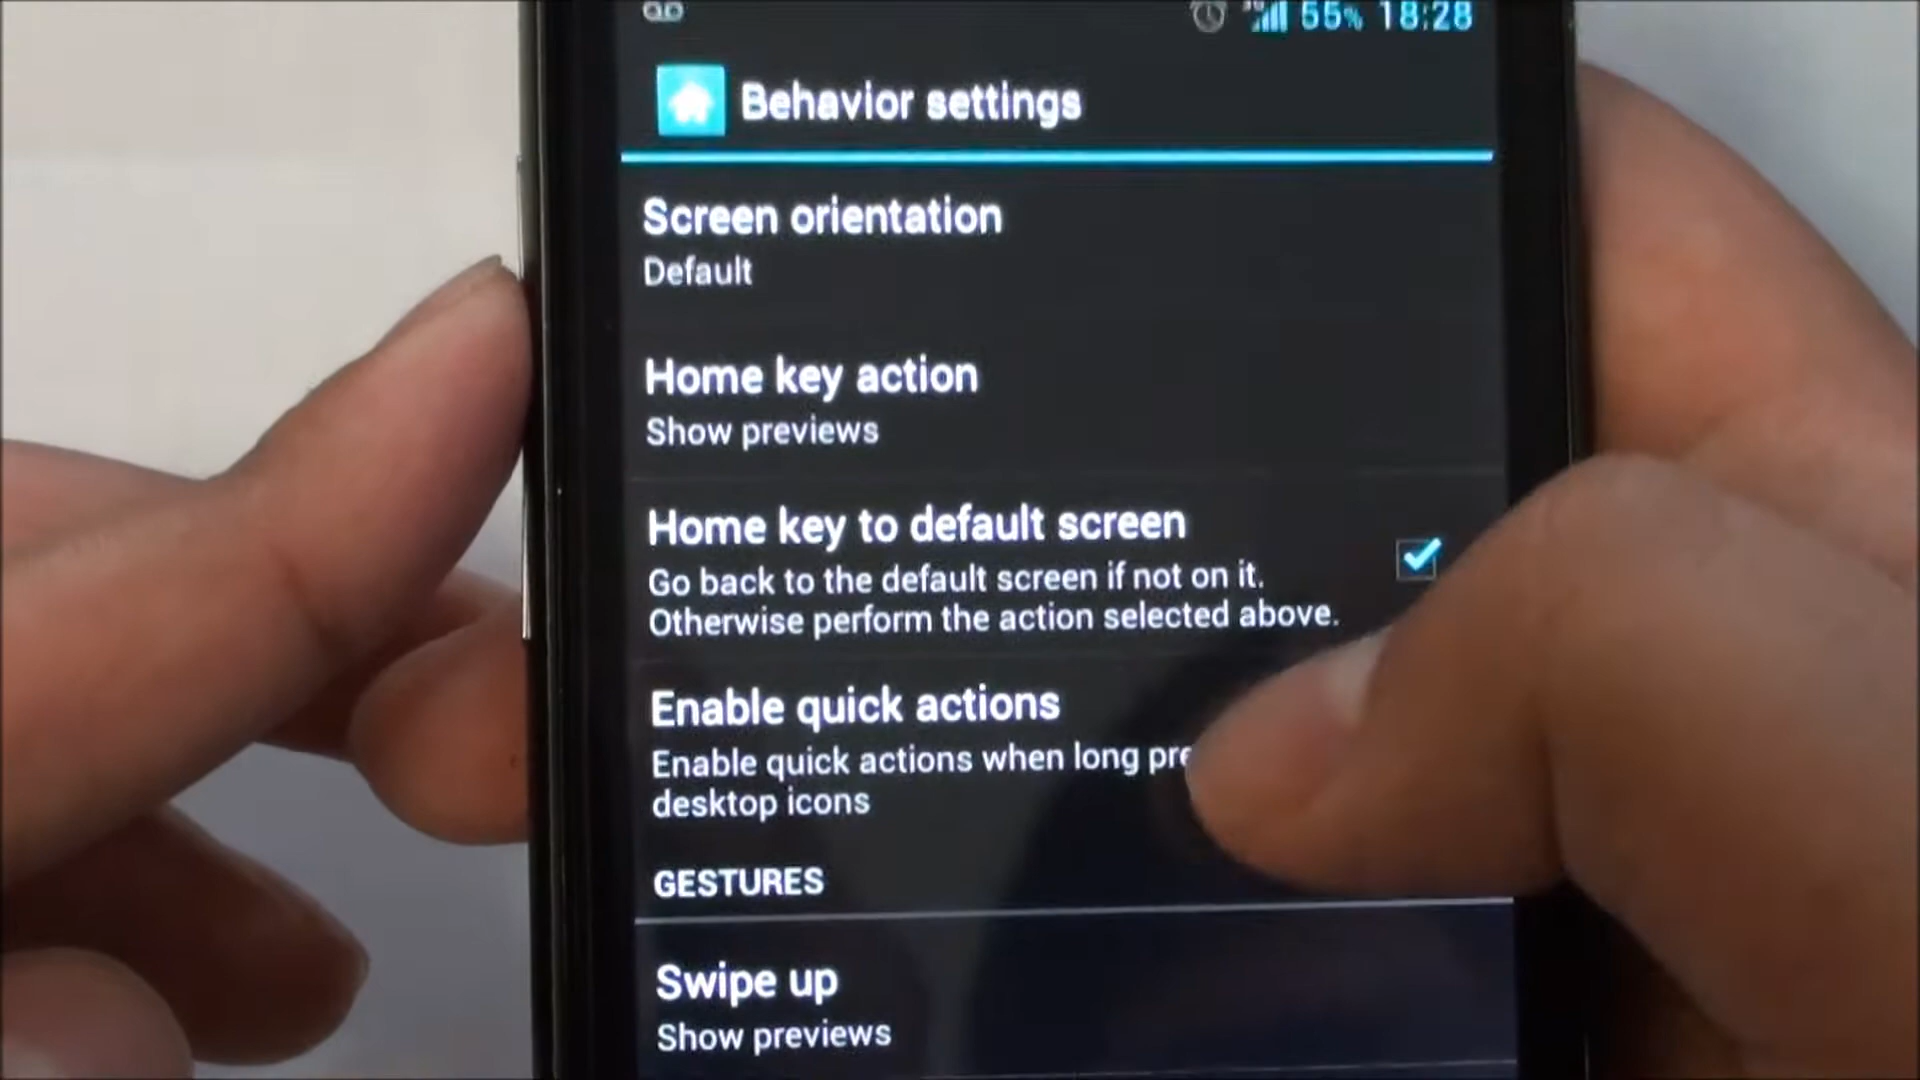 55% 18:28
Behavior settings
Screen orientation
Default
Home key action
Show previews
Home key to default screen
Go back to the default screen if not on it.
Otherwise perform the action selected above.
Enable quick actions
Enable quick actions when long
desktop icons
GESTURES
Swipe up
Show previews